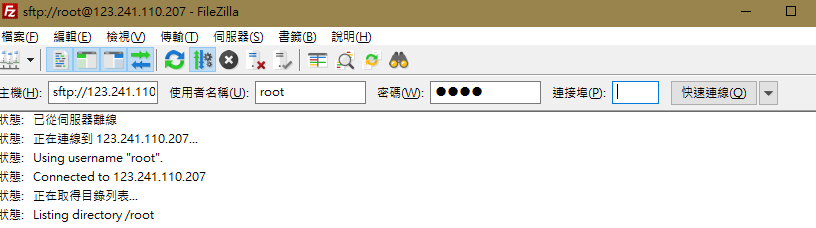 sftp://root@123.241.110.207 - FileZilla
檔案(F) 編輯(E) 檢視(V) 傳輸(T) 伺服器(S) 書籤(B) 說明(H)
主機(H): sftp://123.241.110 使用者名稱(U): root 密碼(W): ●●●● 連接埠(P): 快速連線(Q)
狀態: 已從伺服器離線
狀態: 正在連線到 123.241.110.207...
狀態: Using username "root".
狀態: Connected to 123.241.110.207
狀態: 正在取得目錄列表...
狀態: Listing directory /root